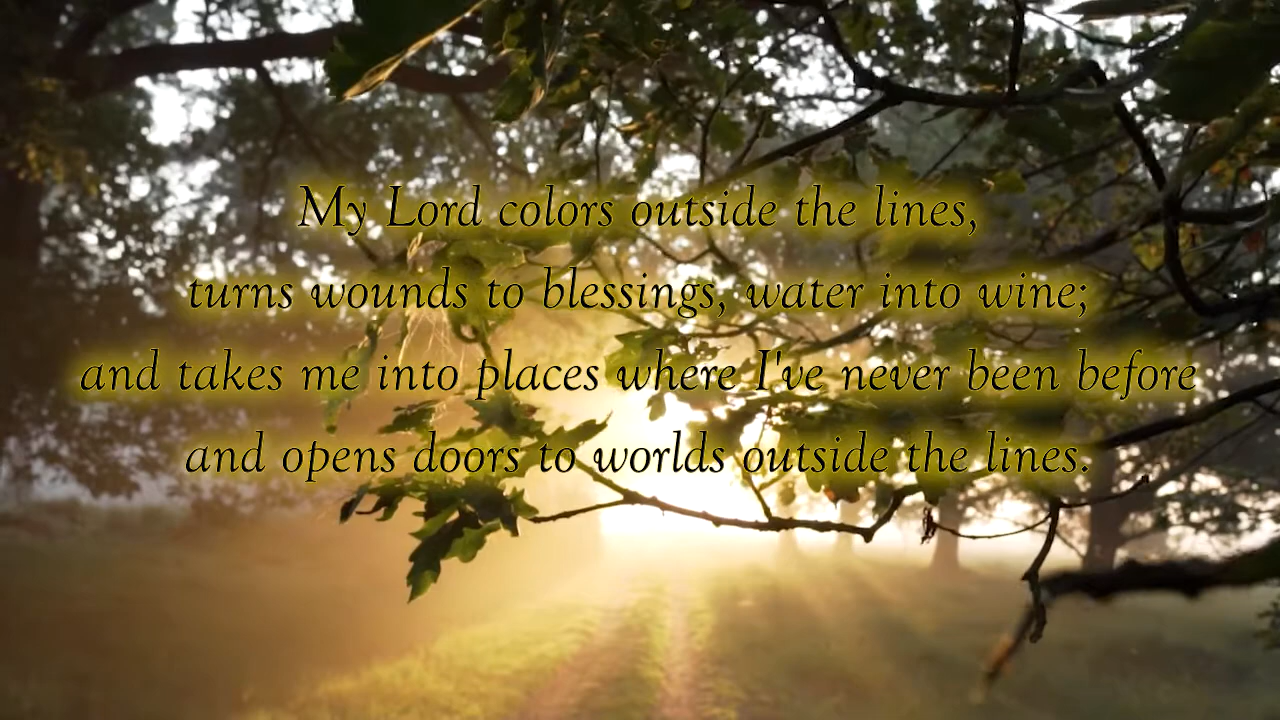 My Lord colors outside the lines,
turns wounds to blessings, water into wine;
and takes me into places where I've never been before
and opens doors to worlds outside the lines.